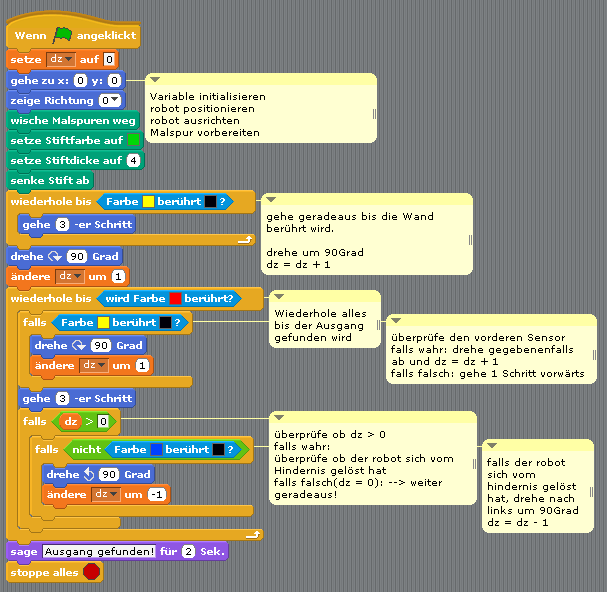 Wenn angeklickt
setze dz auf 0
gehe zu x: 0 y: 0
zeige Richtung 0
wische Malspuren weg
setze Stiftfarbe auf
setze Stiftdicke auf 4
senke Stift ab
Variable initialisieren
robot positionieren
robot ausrichten
Malspur vorbereiten
wiederhole bis Farbe berührt ?
gehe 3 -er Schritt
drehe 90 Grad
ändere dz um 1
gehe geradeaus bis die Wand
berührt wird.
drehe um 90Grad
dz = dz + 1
wiederhole bis wird Farbe berührt?
Wiederhole alles
bis der Ausgang
gefunden wird
falls Farbe berührt ?
drehe 90 Grad
ändere dz um 1
überprüfe den vorderen Sensor
falls wahr: drehe gegebenenfalls
ab und dz = dz + 1
falls falsch: gehe 1 Schritt vorwärts
gehe 3 -er Schritt
falls dz > 0
überprüfe ob dz > 0
falls wahr:
überprüfe ob der robot sich vom
Hindernis gelöst hat
falls falsch(dz = 0): --> weiter
geradeaus!
falls nicht Farbe berührt ?
drehe 90 Grad
ändere dz um -1
falls der robot
sich vom
hindernis gelöst
hat, drehe nach
links um 90Grad
dz = dz - 1
sage Ausgang gefunden! für 2 Sek.
stoppe alles